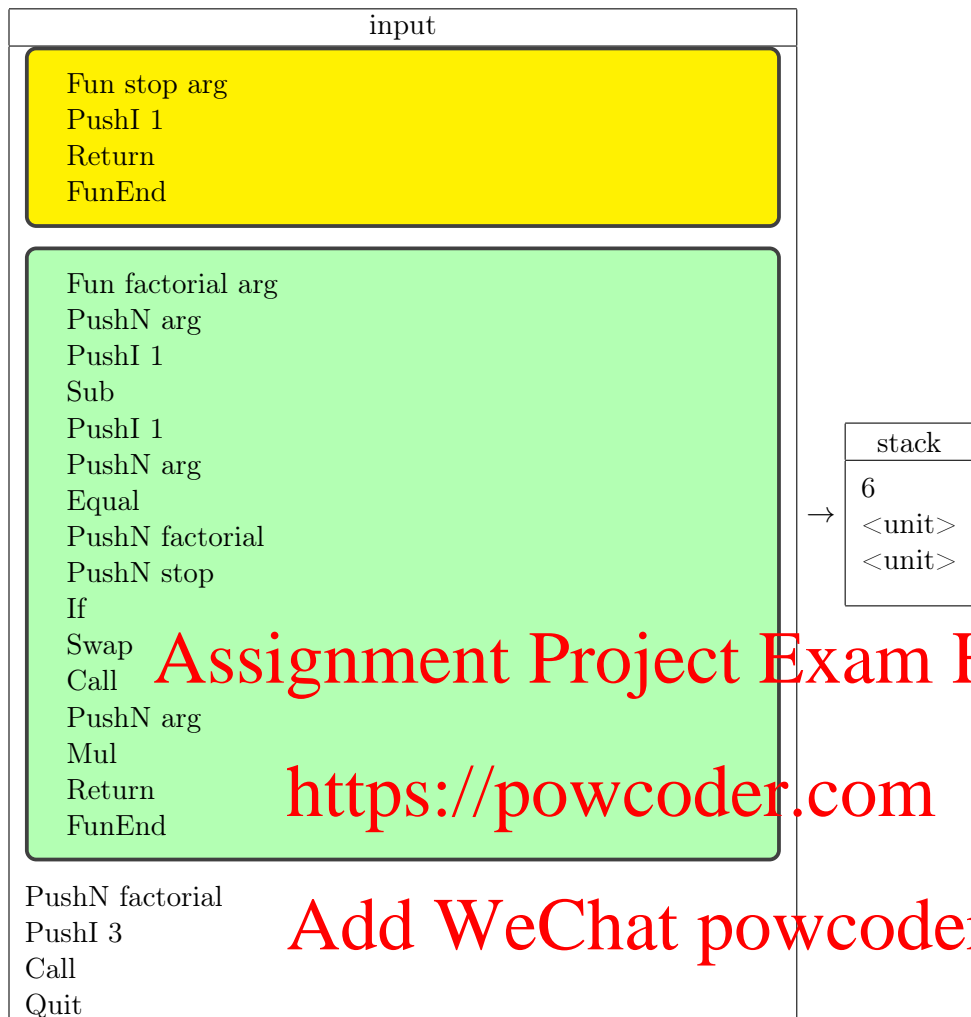 input
Fun stop arg
PushI 1
Return
FunEnd
Fun factorial arg
PushN arg
PushI 1
Sub
PushI 1
PushN arg
Equal
PushN factorial
PushN stop
If
Swap
Call
PushN arg
Mul
Return
FunEnd
PushN factorial
PushI 3
Call
Quit
→
stack
6
<unit>
<unit>
Assignment Project Exam
https://powcoder.com
Add WeChat powcoder